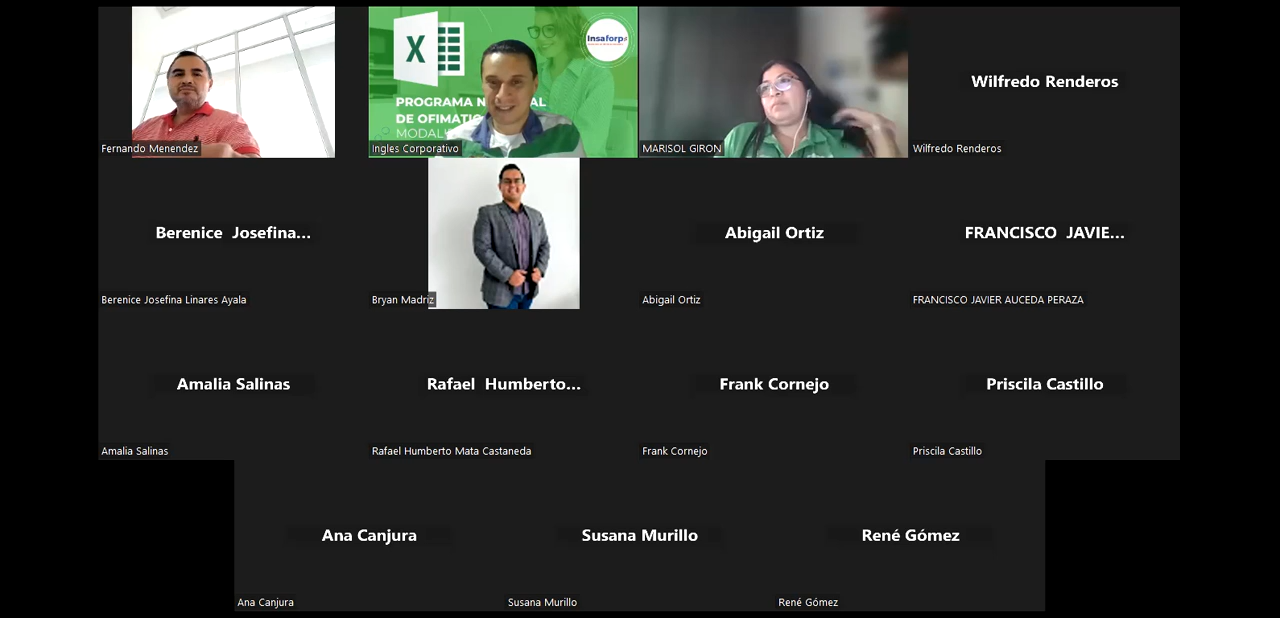 X
Insaforp
PROGRAMA N AL
DE OFIMATIC
MODAL
Fernando Menendez
Ingles Corporativo
MARISOL GIRON
Wilfredo Renderos
Wilfredo Renderos
Berenice Josefina...
Abigail Ortiz
FRANCISCO JAVIE...
Berenice Josefina Linares Ayala
Bryan Madriz
Abigail Ortiz
FRANCISCO JAVIER AUCEDA PERAZA
Amalia Salinas
Rafael Humberto...
Frank Cornejo
Priscila Castillo
Amalia Salinas
Rafael Humberto Mata Castaneda
Frank Cornejo
Priscila Castillo
Ana Canjura
Susana Murillo
René Gómez
Ana Canjura
Susana Murillo
René Gómez